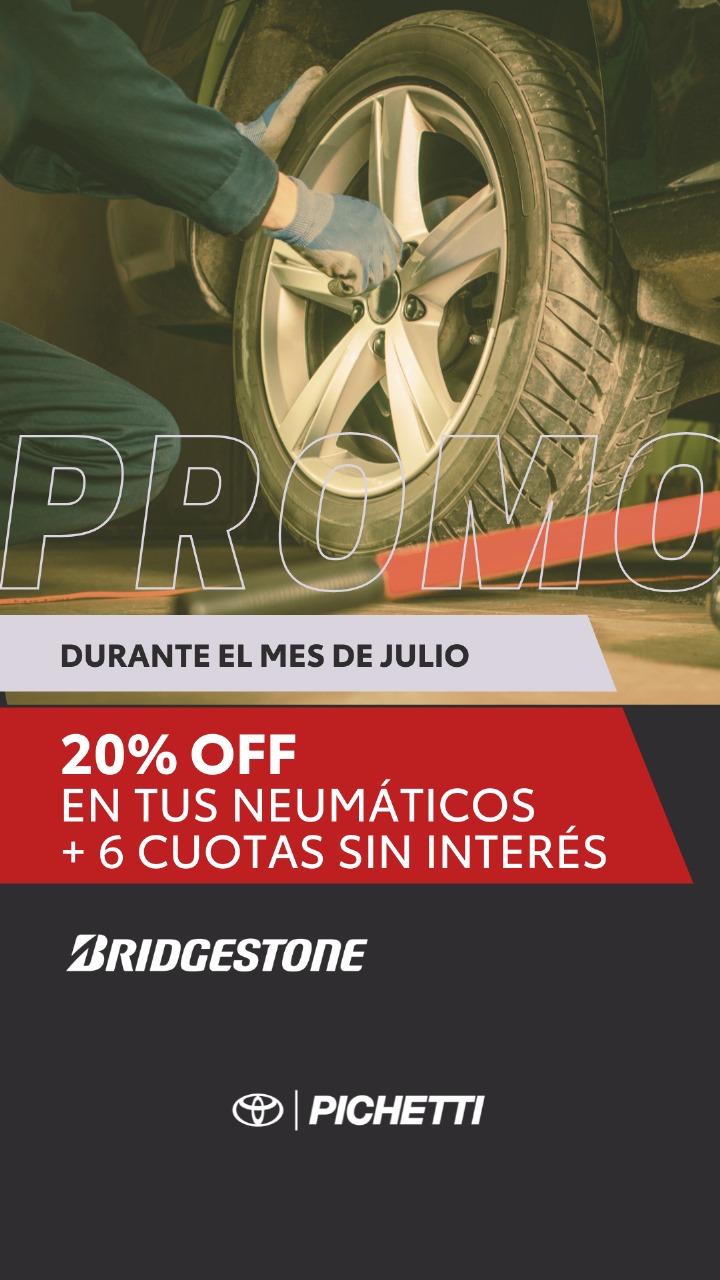 PROMO
DURANTE EL MES DE JULIO
20% OFF
EN TUS NEUMÁTICOS
+ 6 CUOTAS SIN INTERÉS
BRIDGESTONE
PICHETTI